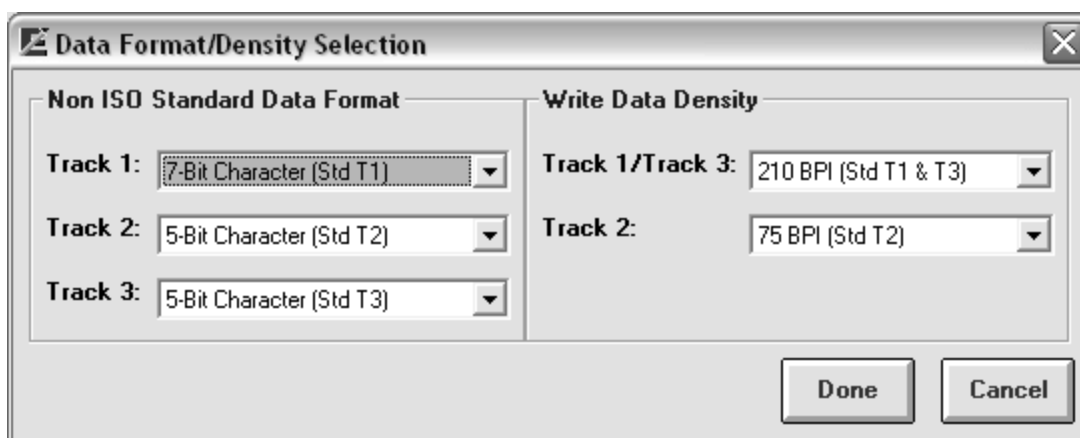 Data Format/Density Selection
Non ISO Standard Data Format
Track 1: 7-Bit Character (Std T1)
Track 2: 5-Bit Character (Std T2)
Track 3: 5-Bit Character (Std T3)
Write Data Density
Track 1/Track 3: 210 BPI (Std T1 & T3)
Track 2: 75 BPI (Std T2)
Done Cancel